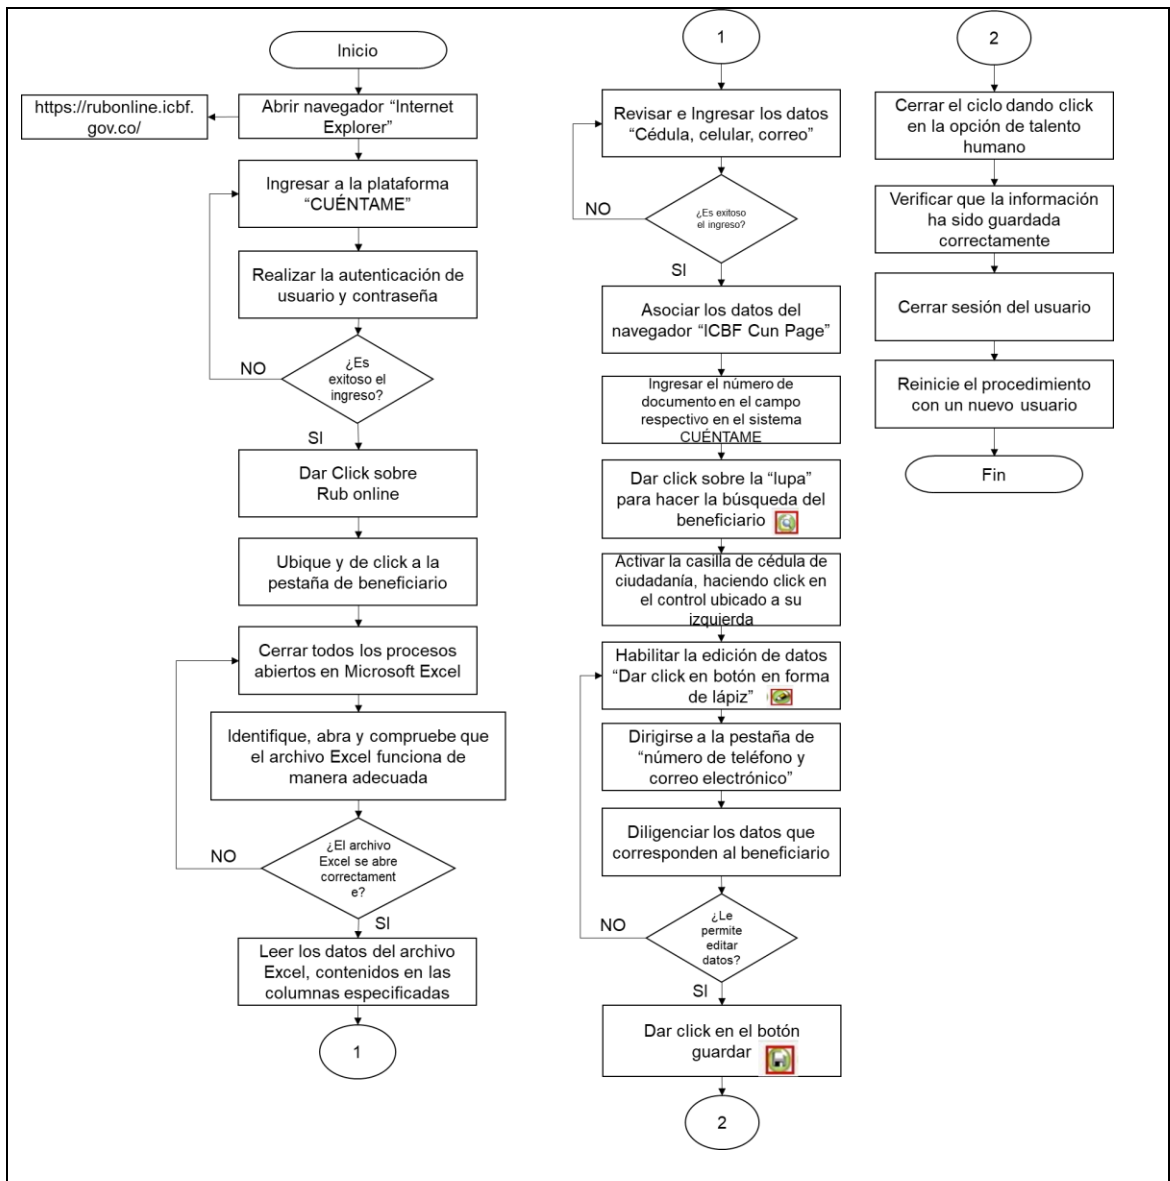 Inicio
https://rubonline.icbf.
gov.co/
Abrir navegador “Internet
Explorer”
Ingresar a la plataforma
“CUÉNTAME”
Realizar la autenticación de
usuario y contraseña
NO
¿Es
exitoso el
ingreso?
SI
Dar Click sobre
Rub online
Ubique y de click a la
pestaña de beneficiario
Cerrar todos los procesos
abiertos en Microsoft Excel
Identifique, abra y compruebe que
el archivo Excel funciona de
manera adecuada
NO
¿El archivo
Excel se abre
correctament
e?
SI
Leer los datos del archivo
Excel, contenidos en las
columnas especificadas
1
1
Revisar e Ingresar los datos
“Cédula, celular, correo”
NO
¿Es exitoso
el ingreso?
SI
Asociar los datos del
navegador “ICBF Cun Page”
Ingresar el número de
documento en el campo
respectivo en el sistema
CUÉNTAME
Dar click sobre la “lupa”
para hacer la búsqueda del
beneficiario
Activar la casilla de cédula de
ciudadanía, haciendo click en
el control ubicado a su
izquierda
Habilitar la edición de datos
“Dar click en botón en forma
de lápiz”
Dirigirse a la pestaña de
“número de teléfono y
correo electrónico”
Diligenciar los datos que
corresponden al beneficiario
NO
¿Le
permite
editar
datos?
SI
Dar click en el botón
guardar
2
2
Cerrar el ciclo dando click
en la opción de talento
humano
Verificar que la información
ha sido guardada
correctamente
Cerrar sesión del usuario
Reinicie el procedimiento
con un nuevo usuario
Fin